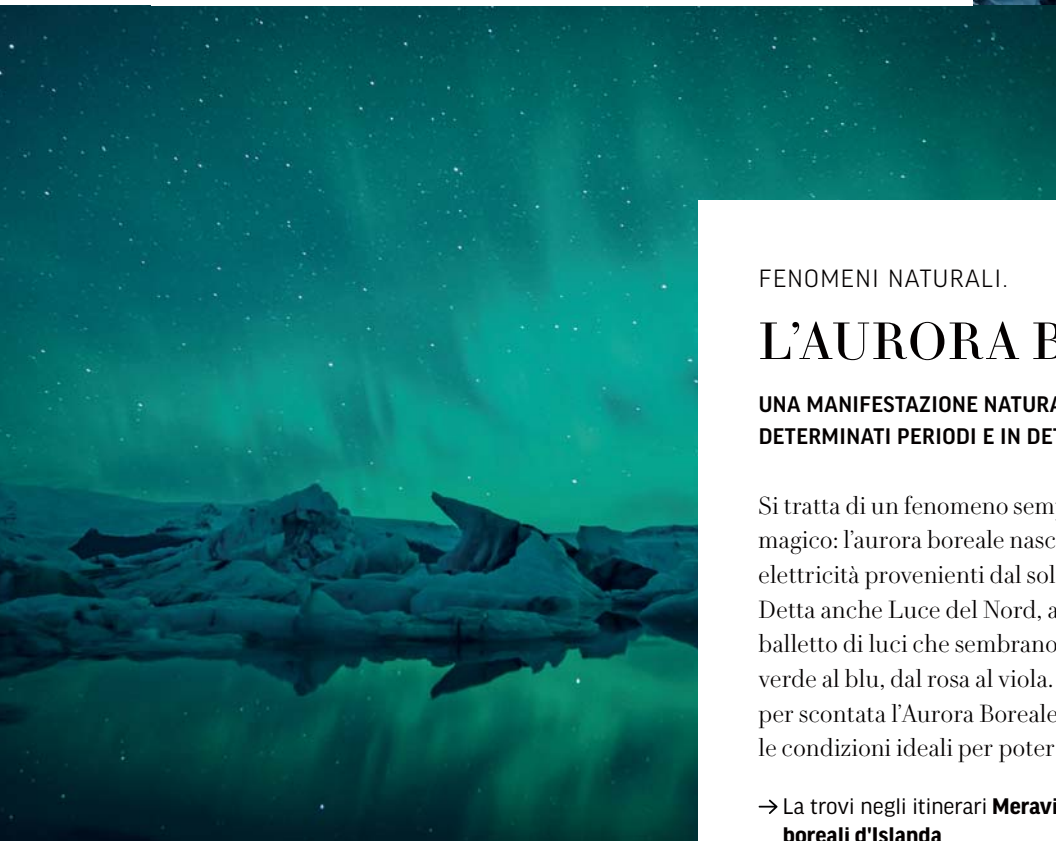 FENOMENI NATURALI.
L'AURORA
UNA MANIFESTAZIONE
DETERMINATI PERIODI E IN
Si tratta di un fenomeno
magico: l'aurora boreale
elettricità provenienti dal
Detta anche Luce del Nord,
balletto di luci che sembrano
verde al blu, dal rosa al viola.
per scontata l'Aurora Boreale
le condizioni ideali per poter
→ La trovi negli itinerari
boreali d'Islanda